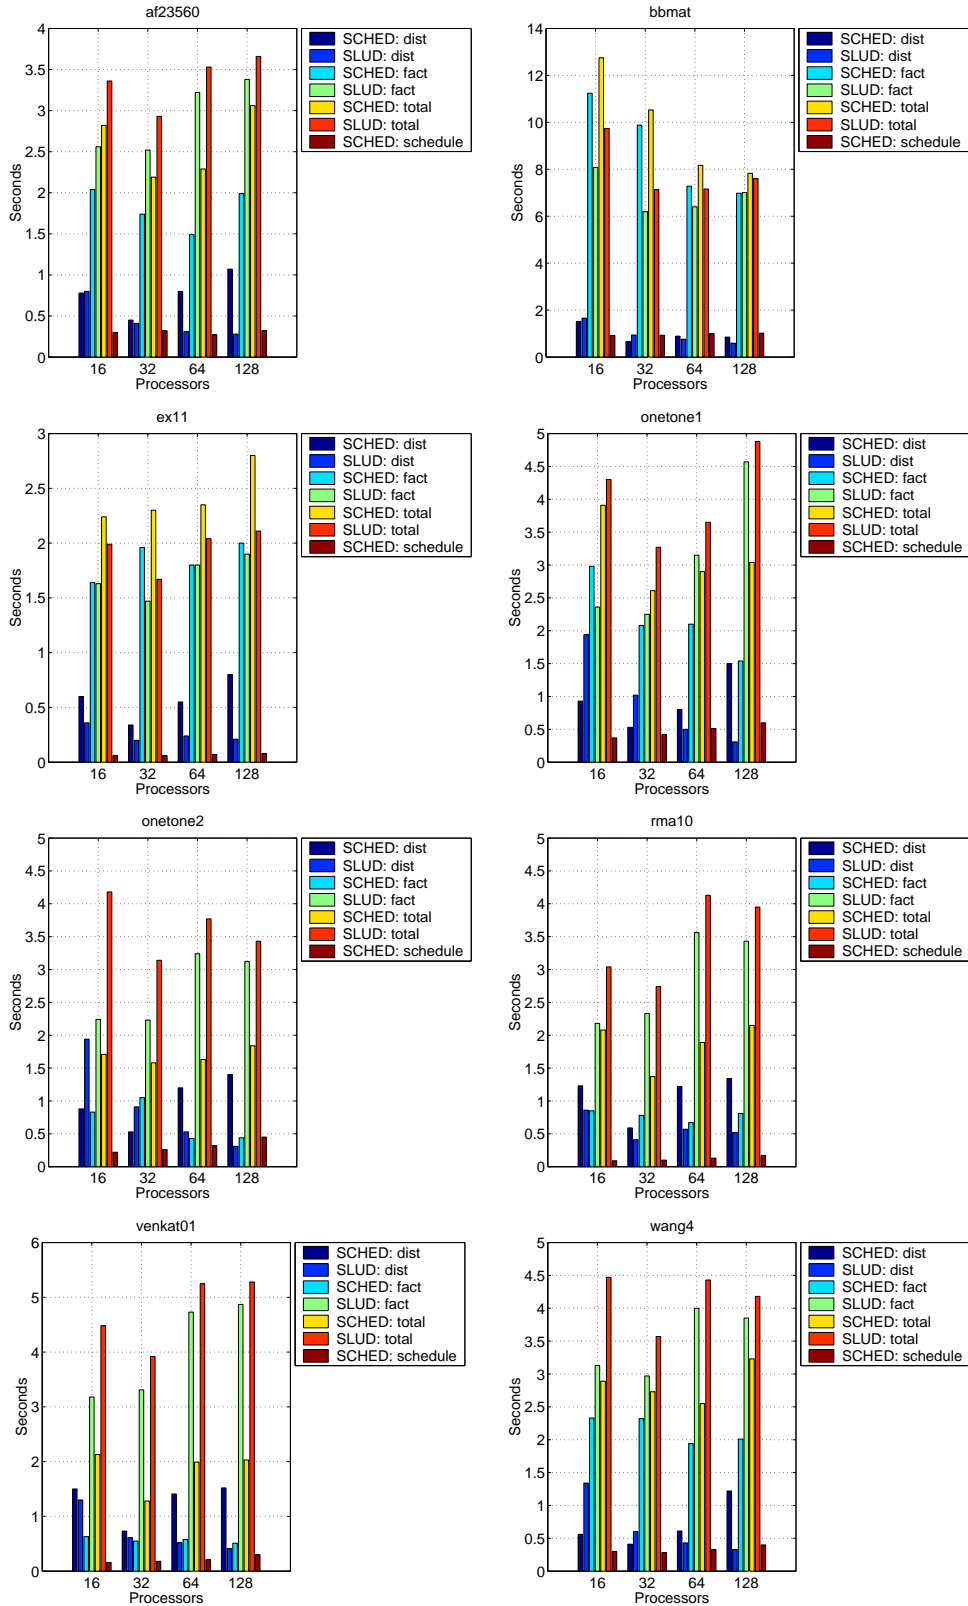 af23560
4
3.5
3
2.5
2
1.5
1
0.5
0
Seconds
16 32 64 128
Processors
SCHED: dist
SLUD: dist
SCHED: fact
SLUD: fact
SCHED: total
SLUD: total
SCHED: schedule
bbmat
14
12
10
8
6
4
2
0
Seconds
16 32 64 128
Processors
SCHED: dist
SLUD: dist
SCHED: fact
SLUD: fact
SCHED: total
SLUD: total
SCHED: schedule
ex11
3
2.5
2
1.5
1
0.5
0
Seconds
16 32 64 128
Processors
SCHED: dist
SLUD: dist
SCHED: fact
SLUD: fact
SCHED: total
SLUD: total
SCHED: schedule
onetone1
5
4.5
4
3.5
3
2.5
2
1.5
1
0.5
0
Seconds
16 32 64 128
Processors
SCHED: dist
SLUD: dist
SCHED: fact
SLUD: fact
SCHED: total
SLUD: total
SCHED: schedule
onetone2
5
4.5
4
3.5
3
2.5
2
1.5
1
0.5
0
Seconds
16 32 64 128
Processors
SCHED: dist
SLUD: dist
SCHED: fact
SLUD: fact
SCHED: total
SLUD: total
SCHED: schedule
rma10
5
4.5
4
3.5
3
2.5
2
1.5
1
0.5
0
Seconds
16 32 64 128
Processors
SCHED: dist
SLUD: dist
SCHED: fact
SLUD: fact
SCHED: total
SLUD: total
SCHED: schedule
venkat01
6
5
4
3
2
1
0
Seconds
16 32 64 128
Processors
SCHED: dist
SLUD: dist
SCHED: fact
SLUD: fact
SCHED: total
SLUD: total
SCHED: schedule
wang4
5
4.5
4
3.5
3
2.5
2
1.5
1
0.5
0
Seconds
16 32 64 128
Processors
SCHED: dist
SLUD: dist
SCHED: fact
SLUD: fact
SCHED: total
SLUD: total
SCHED: schedule